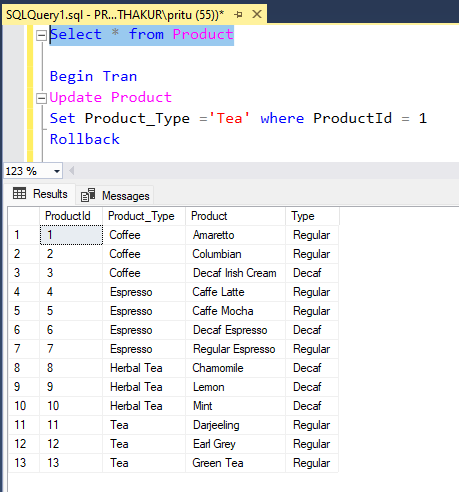 SQLQuery1.sql - PR...THAKUR\pritu (55))*
Select * from Product
Begin Tran
Update Product
Set Product_Type ='Tea' where ProductId = 1
Rollback
123 %
Results Messages
ProductId Product_Type Product Type
1 1 Coffee Amaretto Regular
2 2 Coffee Columbian Regular
3 3 Coffee Decaf Irish Cream Decaf
4 4 Espresso Caffe Latte Regular
5 5 Espresso Caffe Mocha Regular
6 6 Espresso Decaf Espresso Decaf
7 7 Espresso Regular Espresso Regular
8 8 Herbal Tea Chamomile Decaf
9 9 Herbal Tea Lemon Decaf
10 10 Herbal Tea Mint Decaf
11 11 Tea Darjeeling Regular
12 12 Tea Earl Grey Regular
13 13 Tea Green Tea Regular